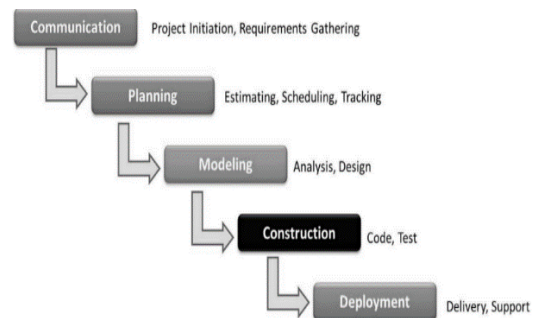 Communication Project Initiation, Requirements Gathering
Planning Estimating, Scheduling, Tracking
Modeling Analysis, Design
Construction Code, Test
Deployment Delivery, Support